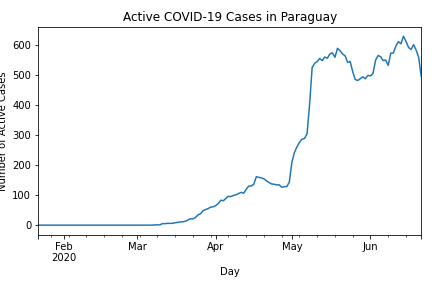 Active COVID-19 Cases in Paraguay
Number of Active Cases
600
500
400
300
200
100
0
Feb
2020
Mar
Apr
May
Jun
Day